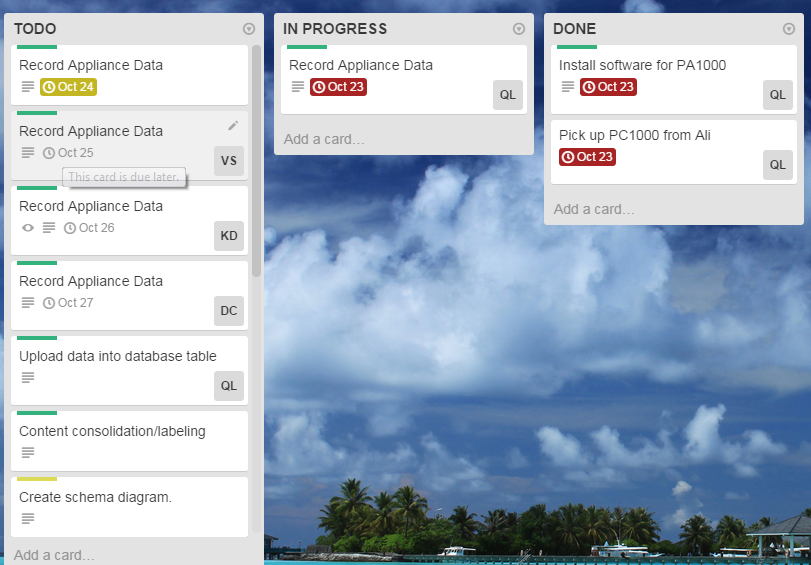 TODO
Record Appliance Data
Oct 24
Record Appliance Data
Oct 25
VS
This card is due later.
Record Appliance Data
Oct 26
KD
Record Appliance Data
Oct 27
DC
Upload data into database table
QL
Content consolidation/labeling
Create schema diagram.
Add a card...
IN PROGRESS
Record Appliance Data
Oct 23
QL
Add a card...
DONE
Install software for PA1000
Oct 23
QL
Pick up PC1000 from Ali
Oct 23
QL
Add a card...